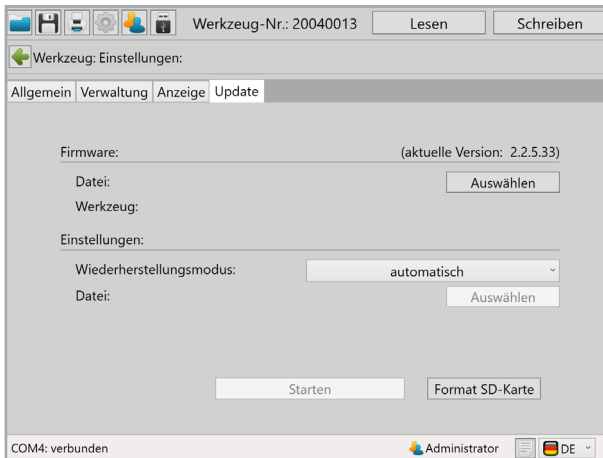 Werkzeug-Nr.: 20040013 Lesen Schreiben
Werkzeug: Einstellungen:
Allgemein Verwaltung Anzeige Update
Firmware: (aktuelle Version: 2.2.5.33)
Datei: Auswählen
Werkzeug:
Einstellungen:
Wiederherstellungsmodus: automatisch
Datei: Auswählen
Starten Format SD-Karte
COM4: verbunden Administrator DE